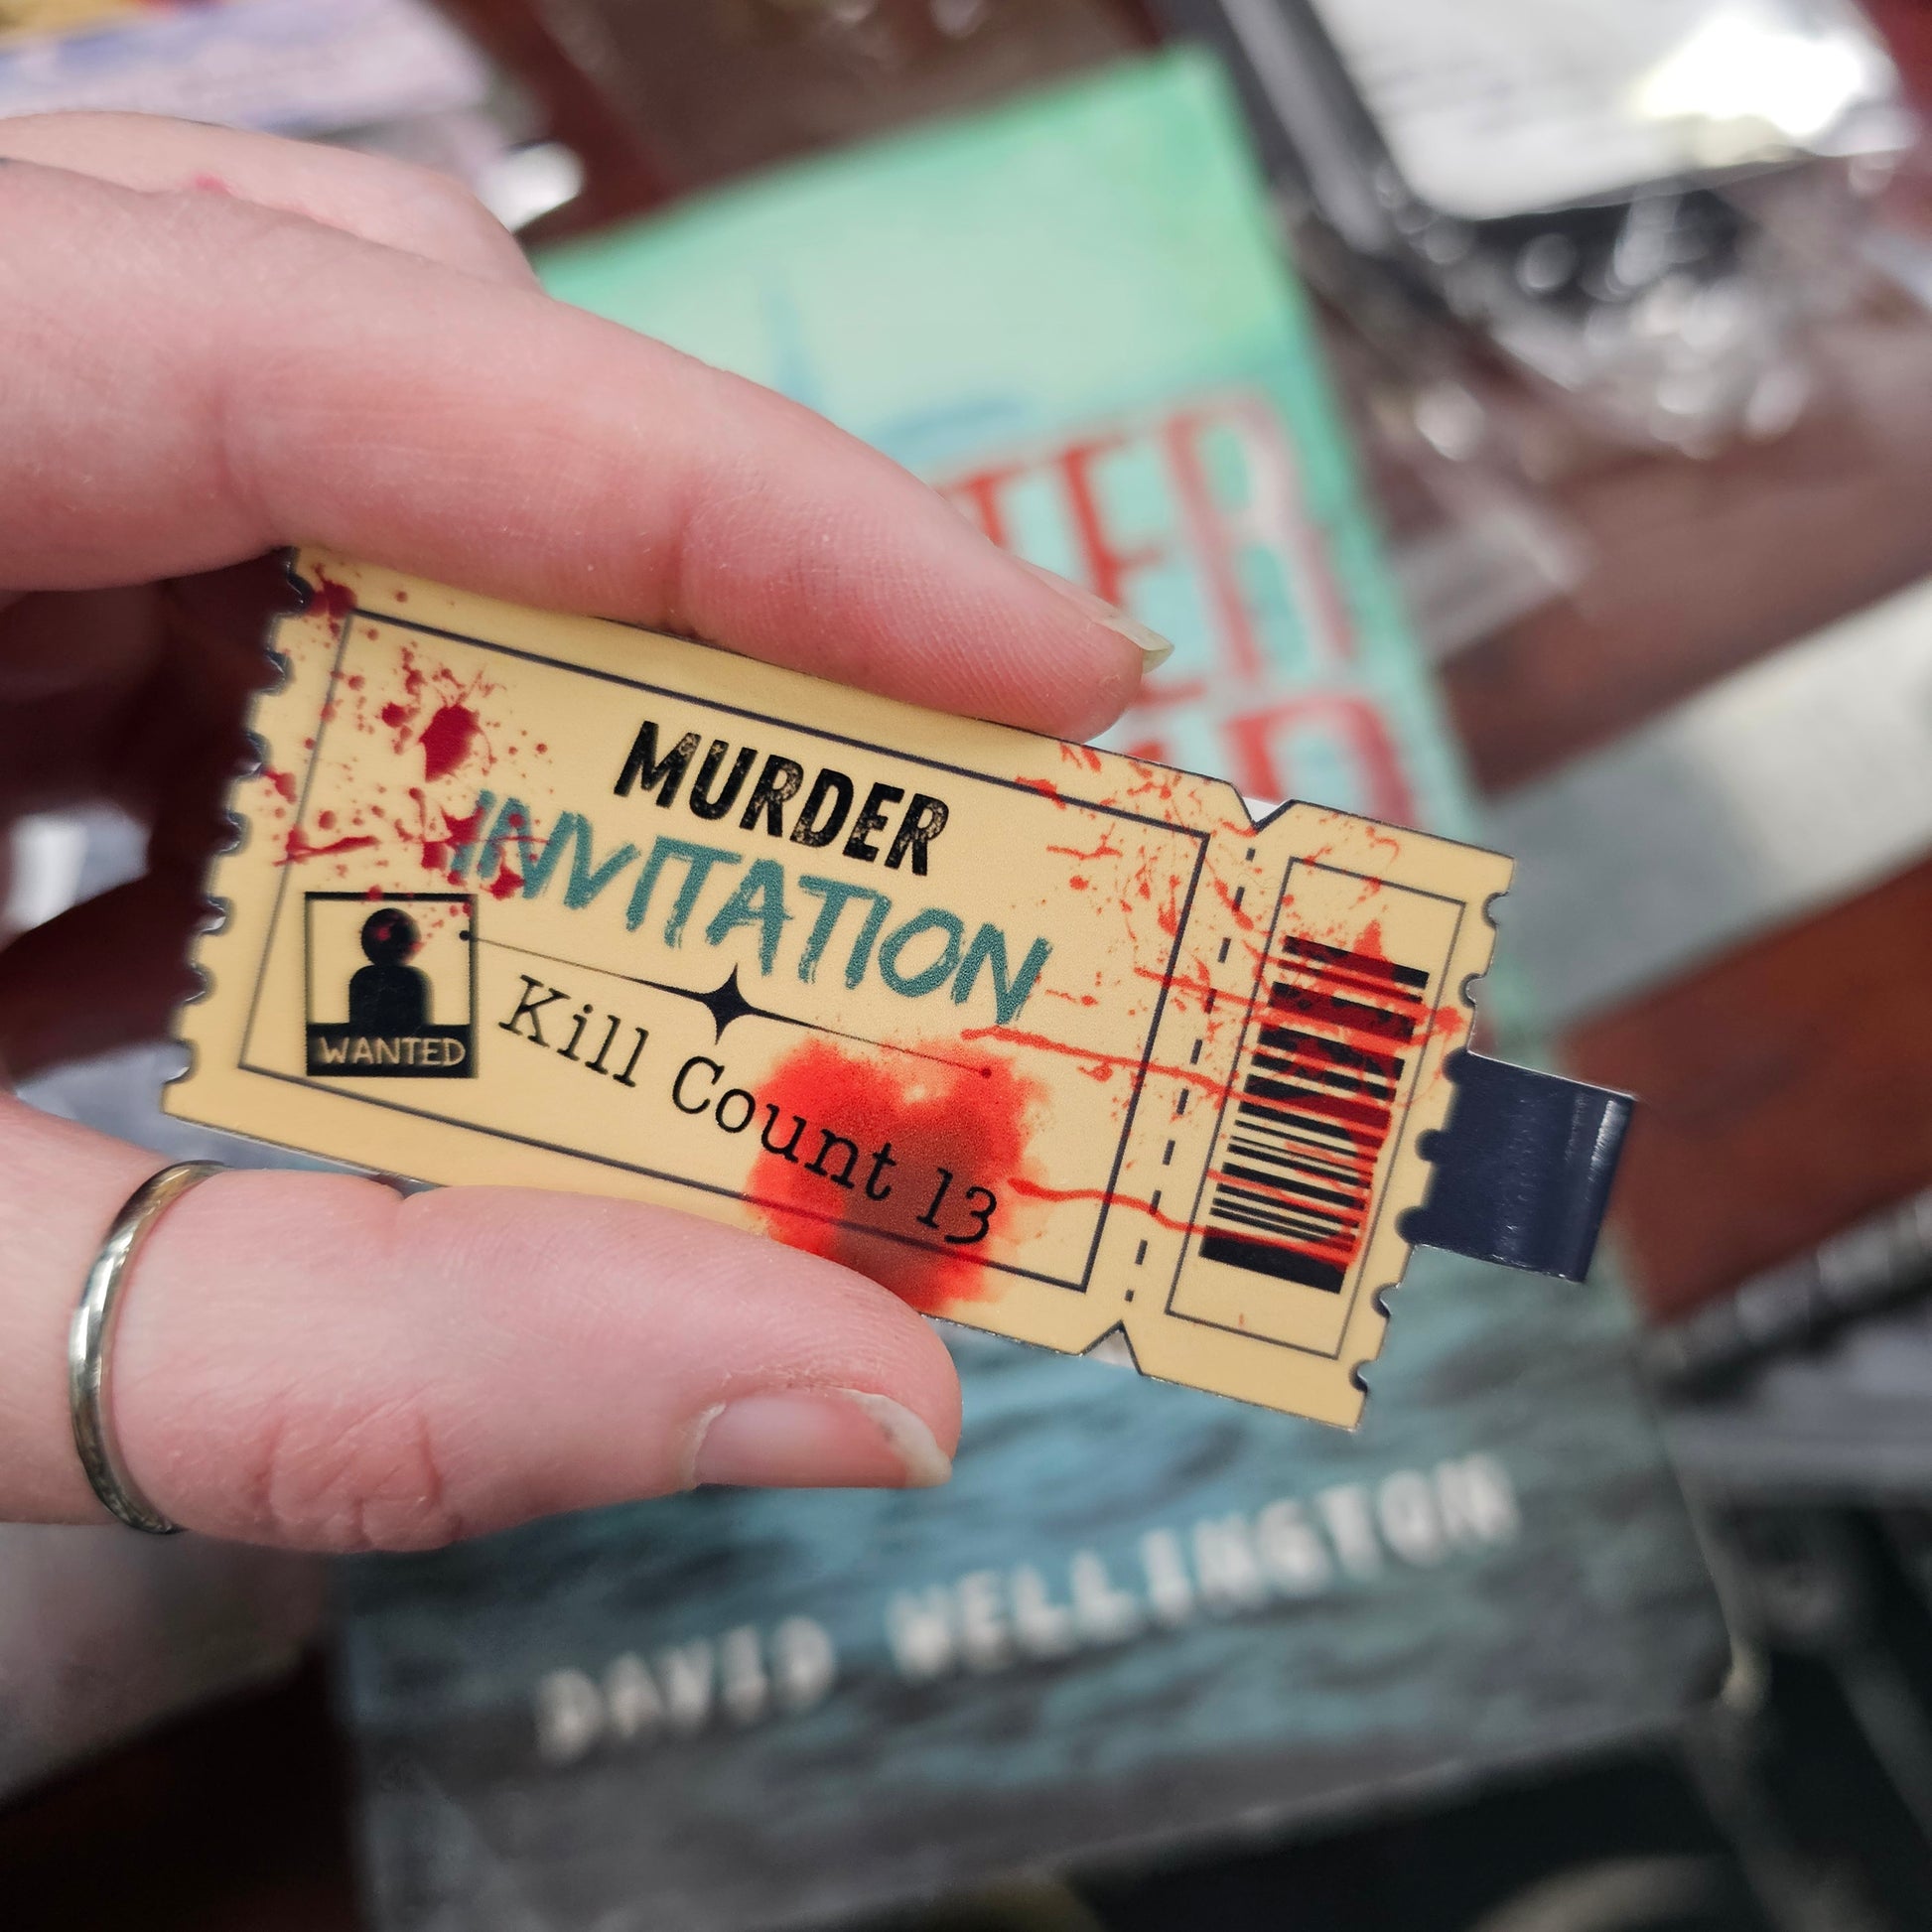 MURDER
INVITATION
Kill Count 13
WANTED
DAVID WELLINGTON